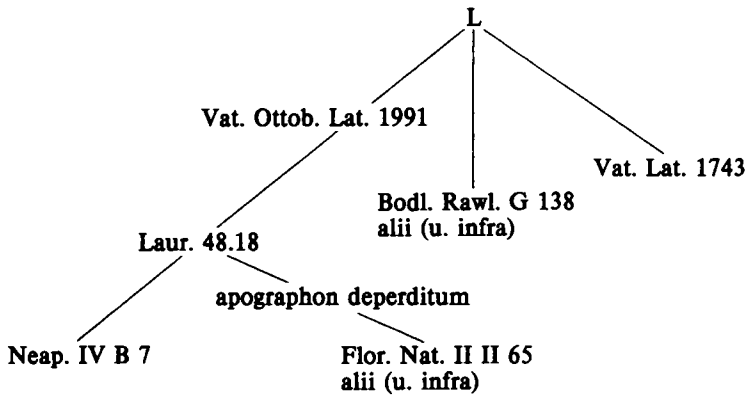 L
Vat. Ottob. Lat. 1991
Vat. Lat. 1743
Bodl. Rawl. G 138
alii (u. infra)
Laur. 48.18
apographon deperditum
Neap. IV B 7
Flor. Nat. II II 65
alii (u. infra)